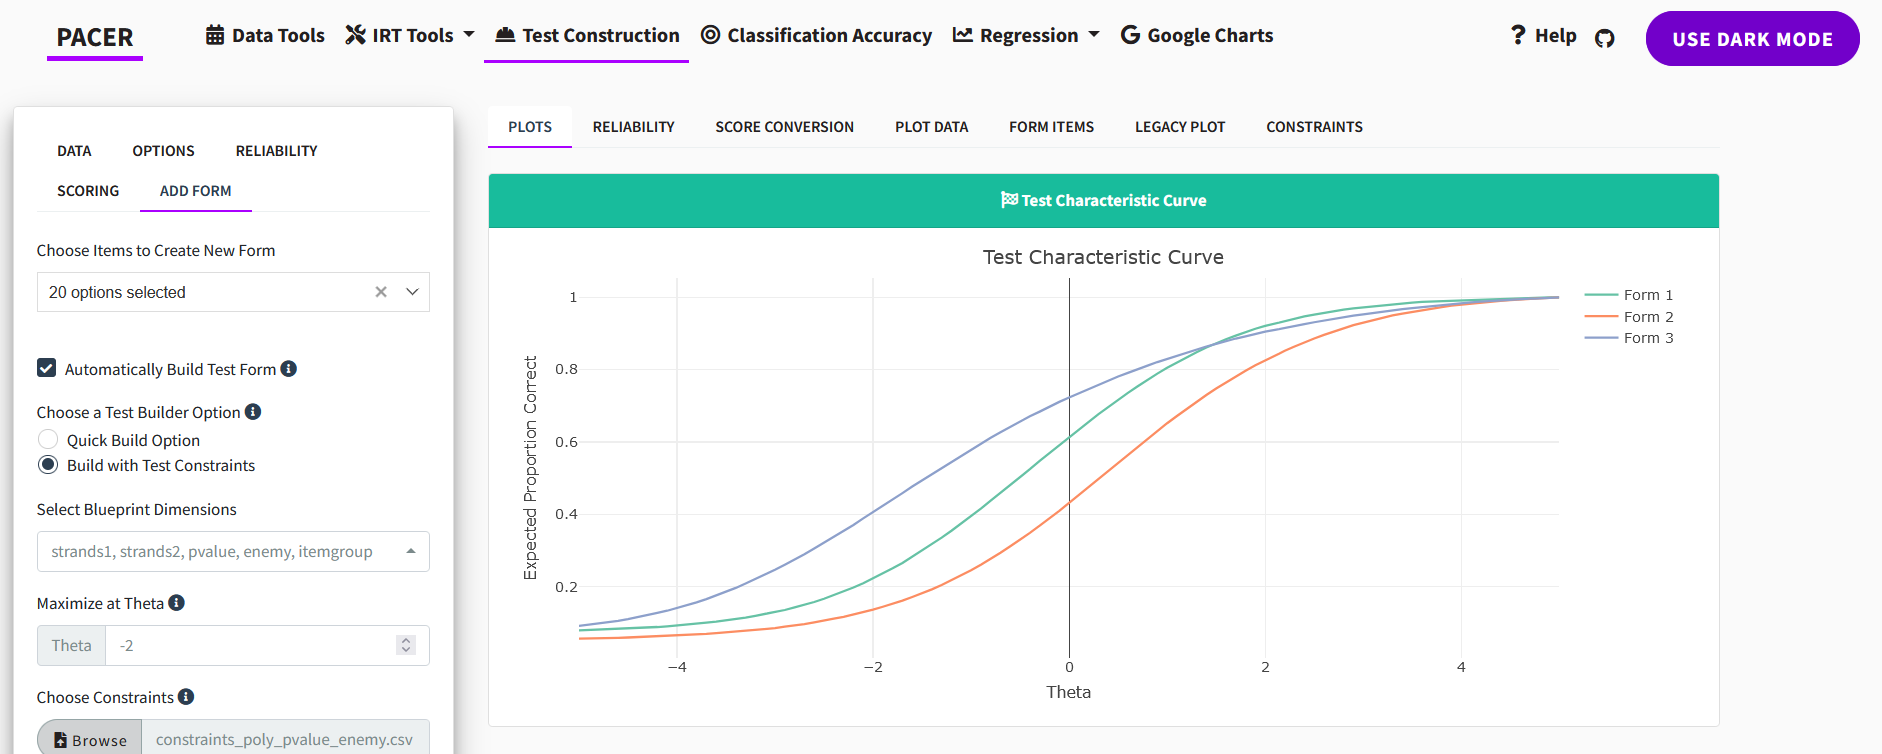 PACER
Data Tools
IRT Tools
Test Construction
Classification Accuracy
Regression
Google Charts
Help
USE DARK MODE
DATA
OPTIONS
RELIABILITY
SCORING
ADD FORM
Choose Items to Create New Form
20 options selected
Automatically Build Test Form
Choose a Test Builder Option
Quick Build Option
Build with Test Constraints
Select Blueprint Dimensions
strands1, strands2, pvalue, enemy, itemgroup
Maximize at Theta
Theta
-2
Choose Constraints
Browse
constraints_poly_pvalue_enemy.csv
PLOTS
RELIABILITY
SCORE CONVERSION
PLOT DATA
FORM ITEMS
LEGACY PLOT
CONSTRAINTS
Test Characteristic Curve
Test Characteristic Curve
Expected Proportion Correct
1
0.8
0.6
0.4
0.2
−4
−2
0
2
4
Theta
Form 1
Form 2
Form 3